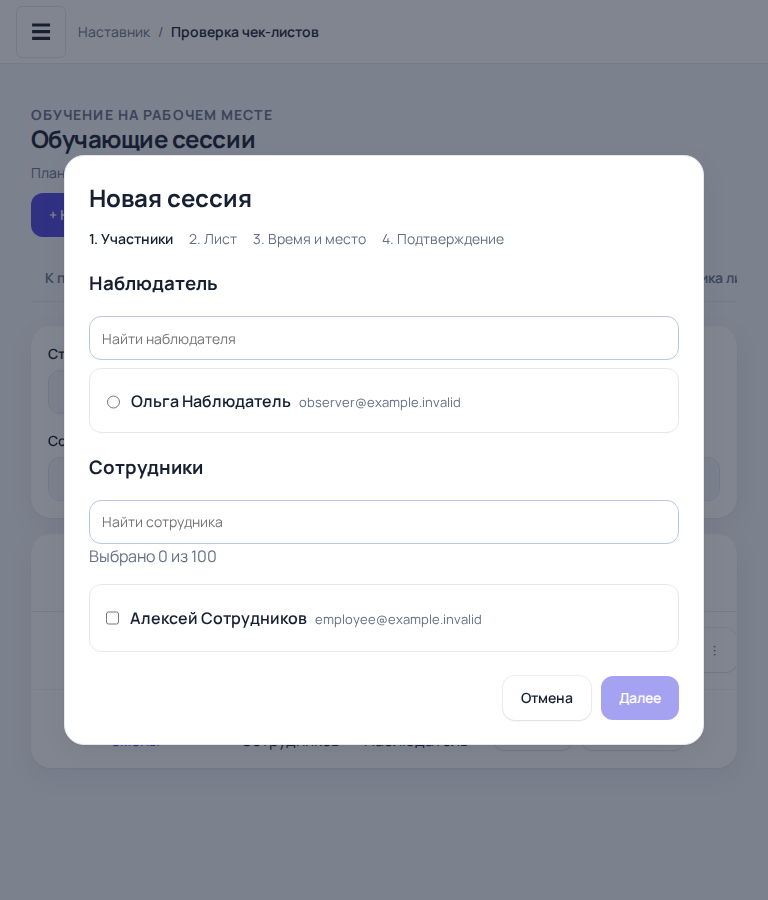 Наставник / Проверка чек-листов
ОБУЧЕНИЕ НА РАБОЧЕМ МЕСТЕ
Обучающие сессии
Новая сессия
1. Участники 2. Лист 3. Время и место 4. Подтверждение
Наблюдатель
Найти наблюдателя
Ольга Наблюдатель observer@example.invalid
Сотрудники
Найти сотрудника
Выбрано 0 из 100
Алексей Сотрудников employee@example.invalid
Отмена Далее